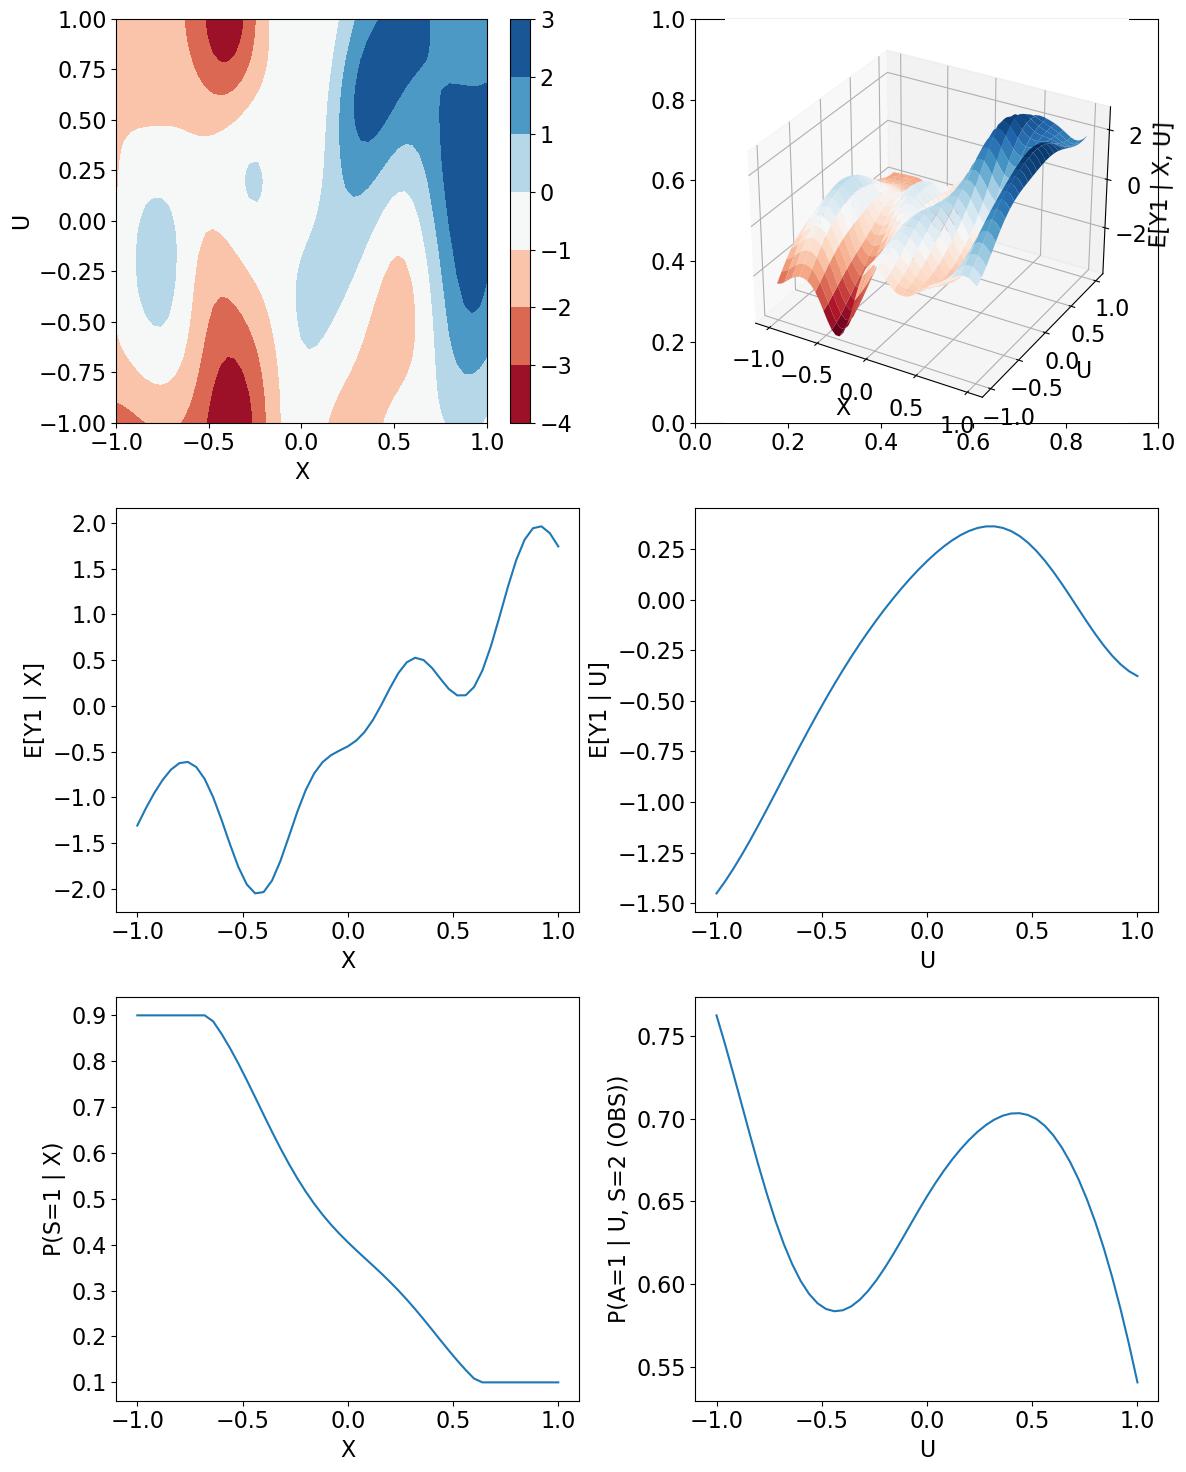 1.00
0.75
0.50
0.25
0.00
−0.25
−0.50
−0.75
−1.00
U
−1.0 −0.5 0.0 0.5 1.0
X
3
2
1
0
−1
−2
−3
−4
1.0
0.8
0.6
0.4
0.2
0.0
0.0 0.2 0.4 0.6 0.8 1.0
−1.0 −0.5 0.0 0.5 1.0
X
−1.0 −0.5 0.0 0.5 1.0
U
2
0
−2
E[Y1 | X, U]
2.0
1.5
1.0
0.5
0.0
−0.5
−1.0
−1.5
−2.0
E[Y1 | X]
−1.0 −0.5 0.0 0.5 1.0
X
0.25
0.00
−0.25
−0.50
−0.75
−1.00
−1.25
−1.50
E[Y1 | U]
−1.0 −0.5 0.0 0.5 1.0
U
0.9
0.8
0.7
0.6
0.5
0.4
0.3
0.2
0.1
P(S=1 | X)
−1.0 −0.5 0.0 0.5 1.0
X
0.75
0.70
0.65
0.60
0.55
P(A=1 | U, S=2 (OBS))
−1.0 −0.5 0.0 0.5 1.0
U